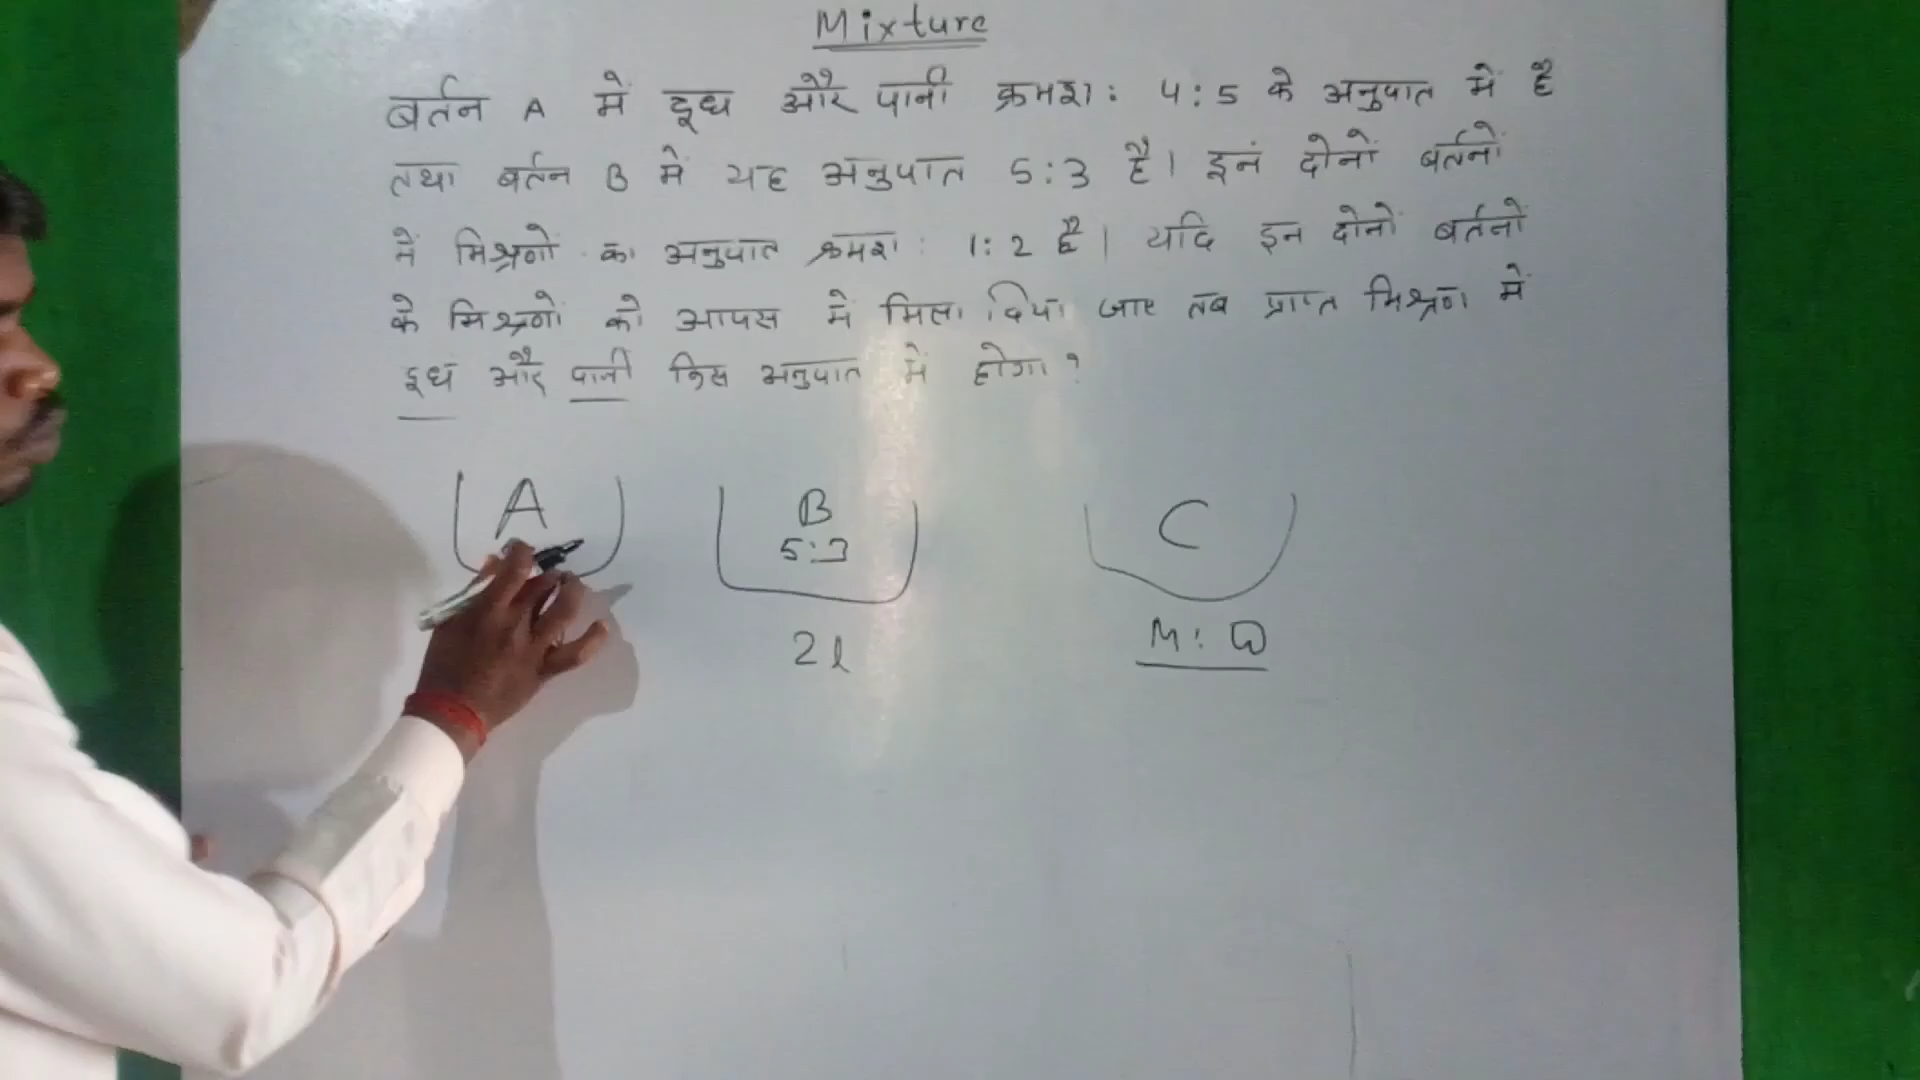 Mixture
बर्तन A में दूध और पानी क्रमश: 4:5 के अनुपात में है
तथा बर्तन B में यह अनुपात 5:3 है। इनं दोनों बर्तनों
में मिश्रणों का अनुपात क्रमश: 1:2 है। यदि इन दोनों बर्तनों
के मिश्रणों को आपस में मिला दिया जाए तब प्राप्त मिश्रण में
दूध और पानी किस अनुपात में होगा?
A B C
5:3
2l M: W